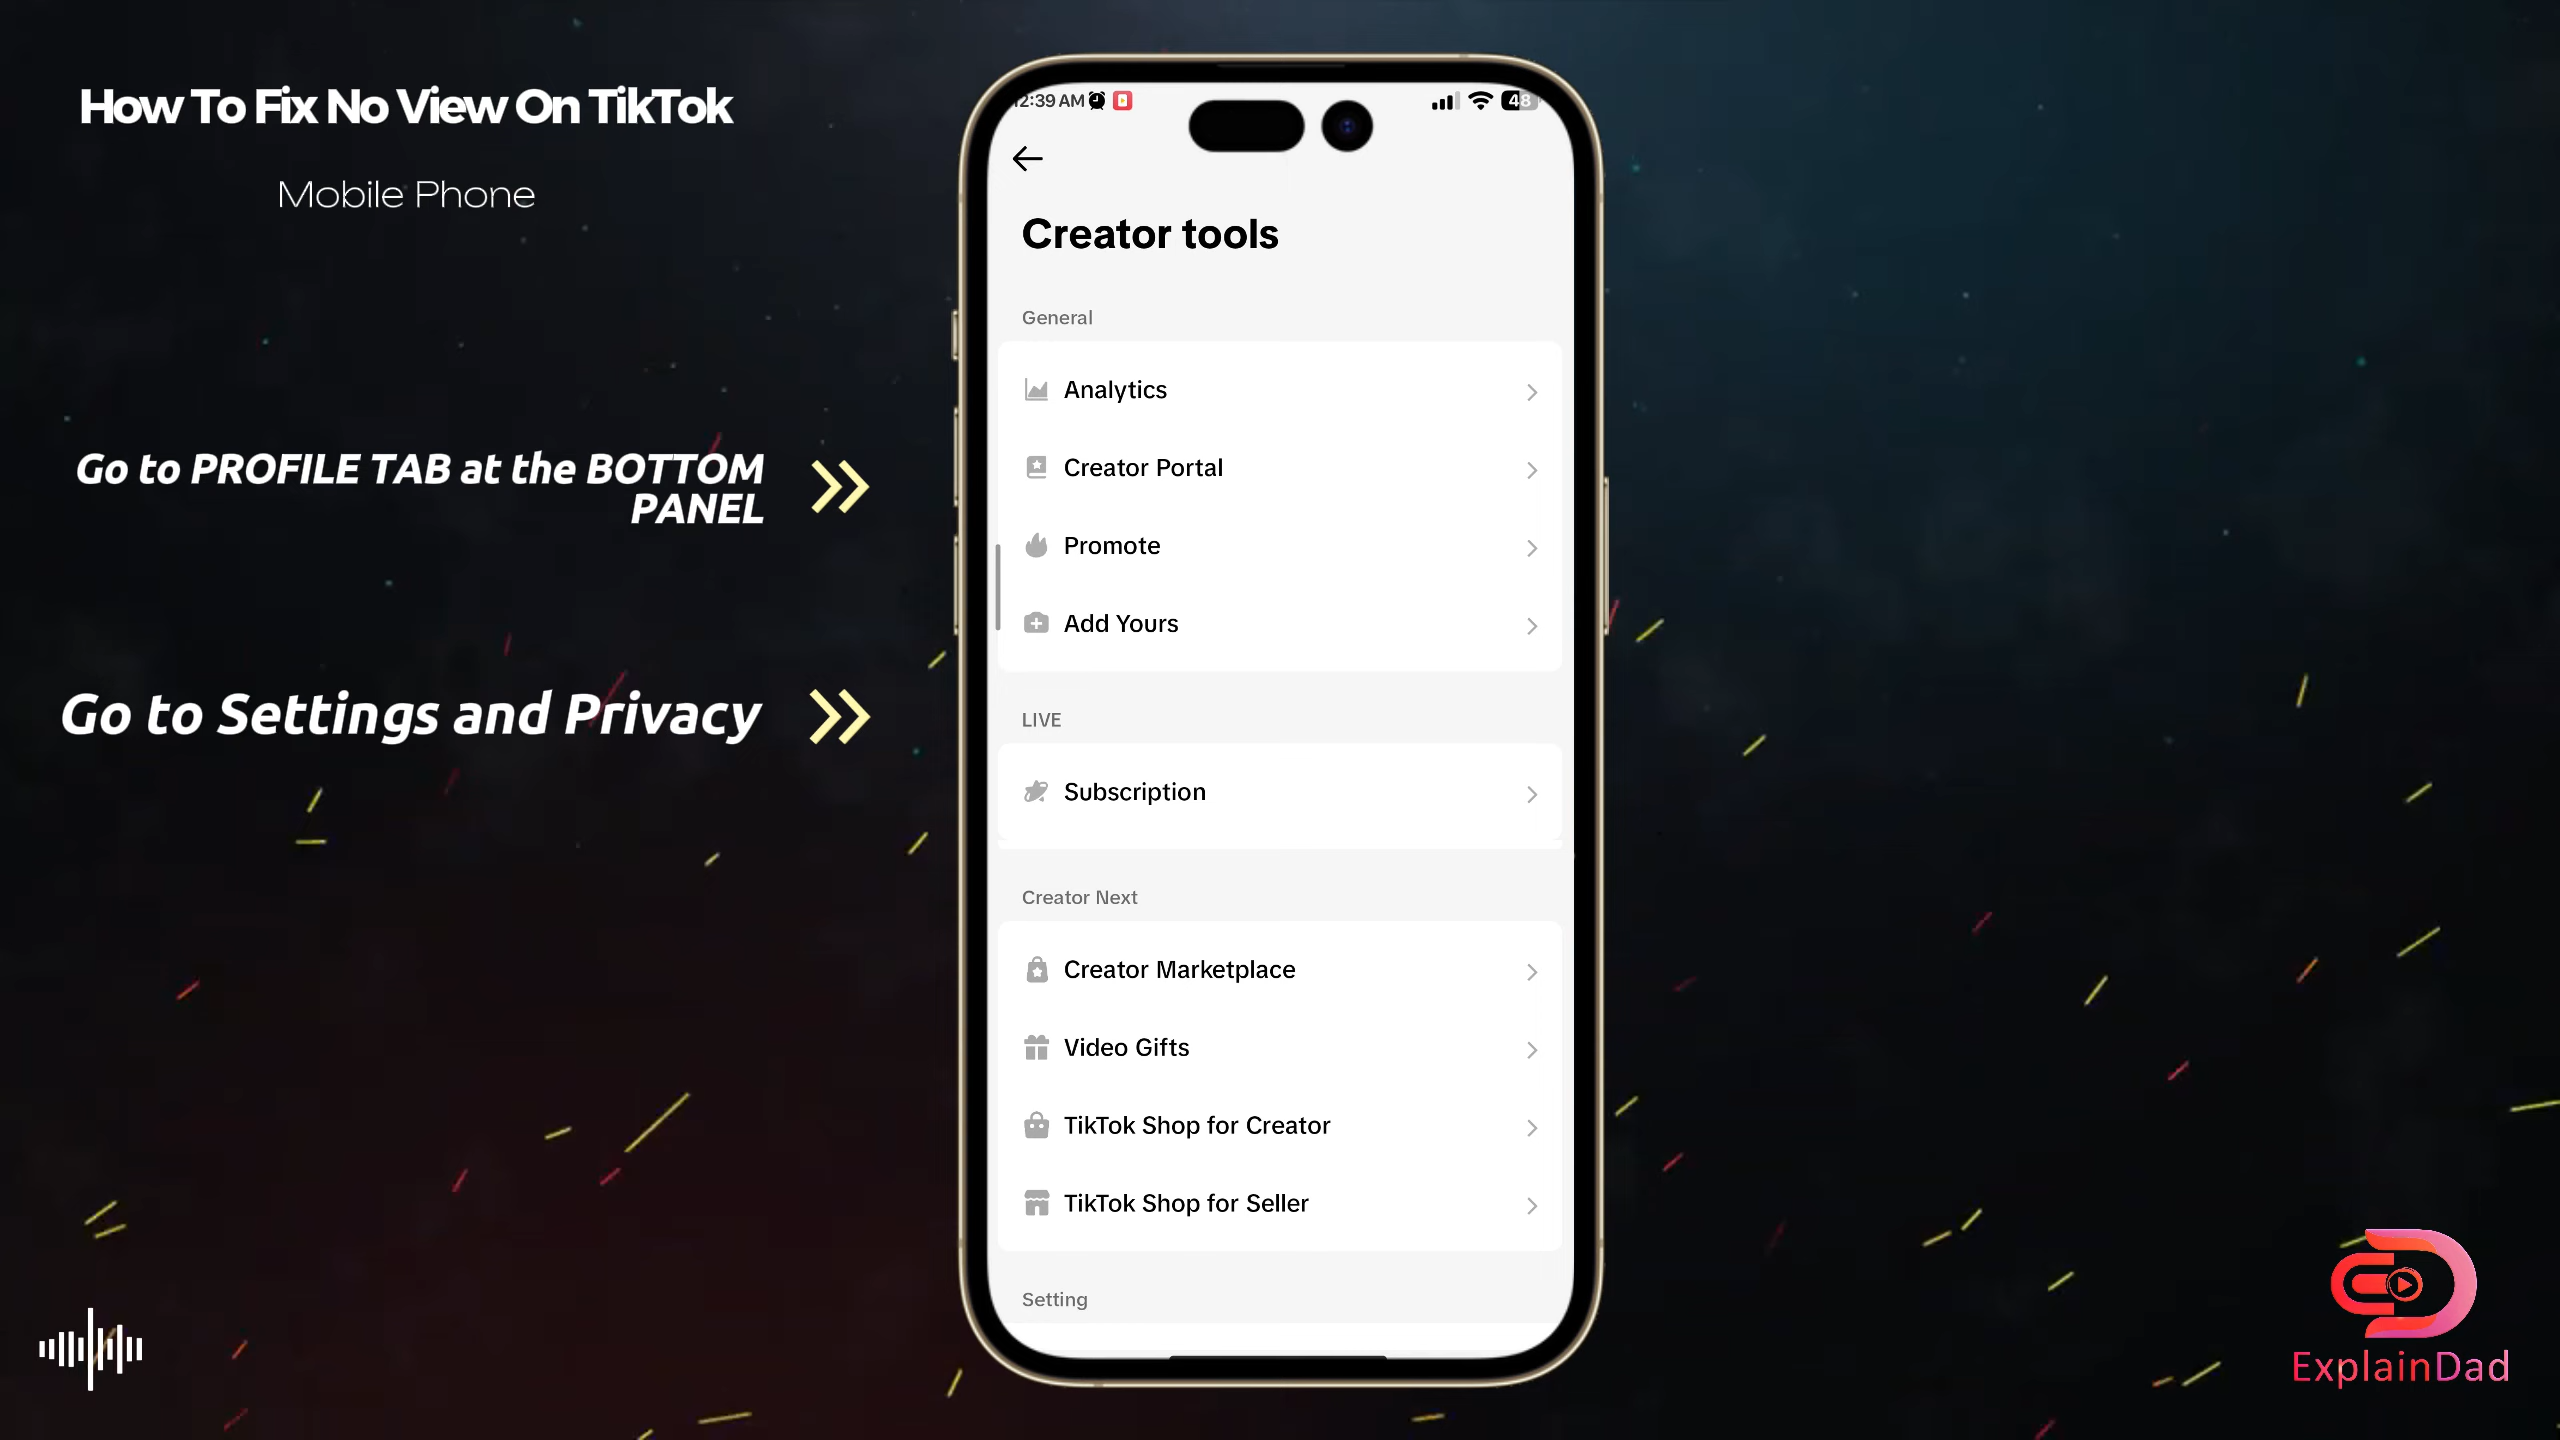 How To Fix No View On TikTok
Mobile Phone
Go to PROFILE TAB at the BOTTOM
PANEL
Go to Settings and Privacy
12:39 AM
48
Creator tools
General
Analytics
Creator Portal
Promote
Add Yours
LIVE
Subscription
Creator Next
Creator Marketplace
Video Gifts
TikTok Shop for Creator
TikTok Shop for Seller
Setting
ExplainDad